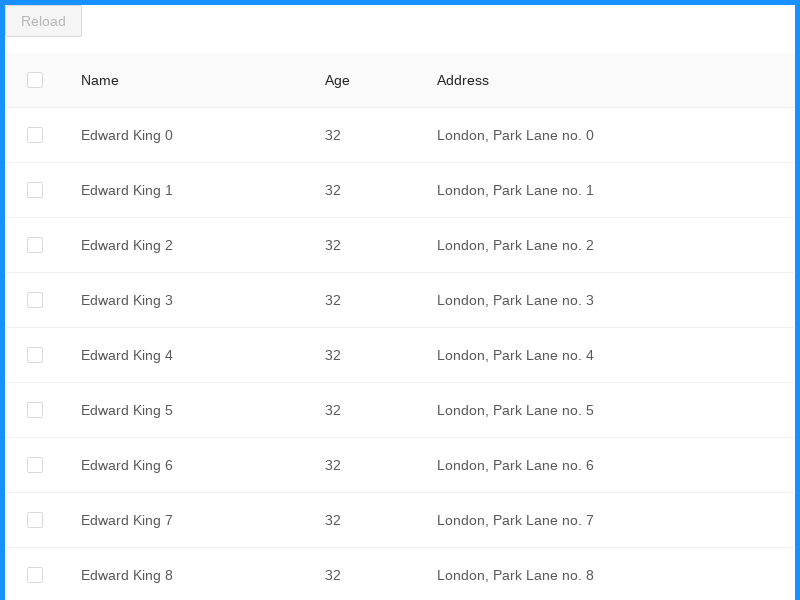 Reload
Name Age Address
Edward King 0 32 London, Park Lane no. 0
Edward King 1 32 London, Park Lane no. 1
Edward King 2 32 London, Park Lane no. 2
Edward King 3 32 London, Park Lane no. 3
Edward King 4 32 London, Park Lane no. 4
Edward King 5 32 London, Park Lane no. 5
Edward King 6 32 London, Park Lane no. 6
Edward King 7 32 London, Park Lane no. 7
Edward King 8 32 London, Park Lane no. 8